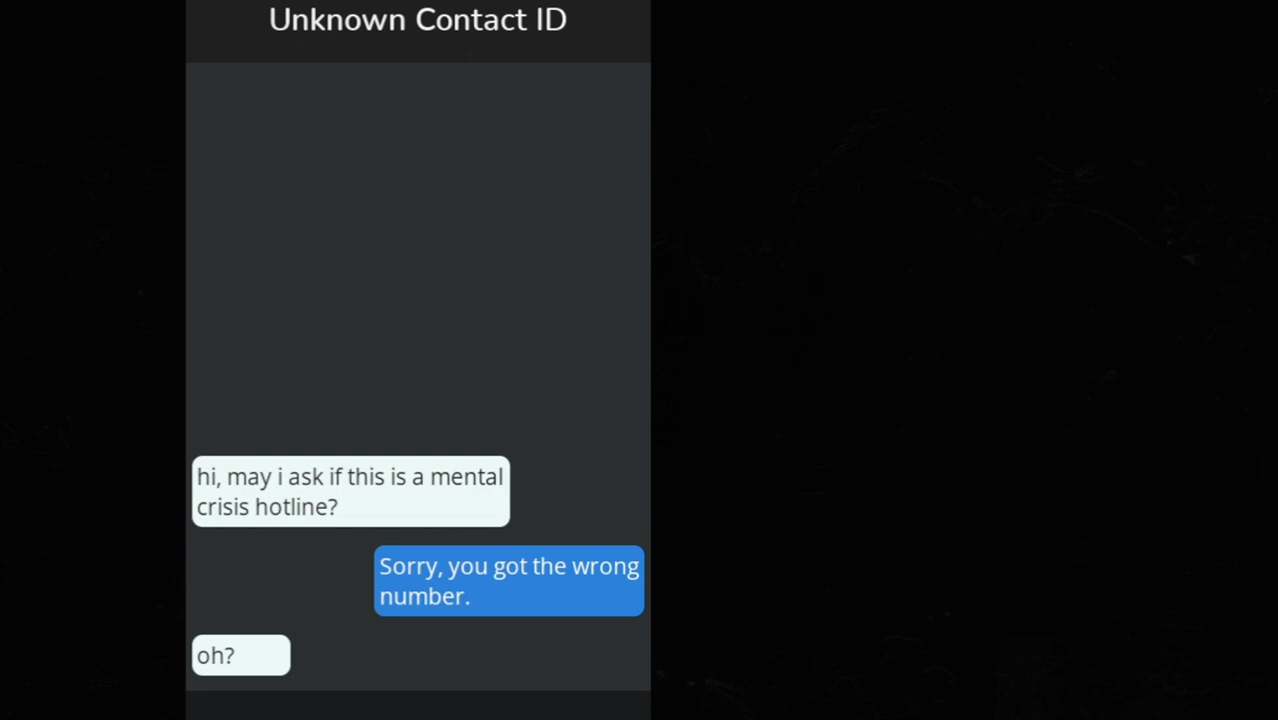 Unknown Contact ID
hi, may i ask if this is a mental
crisis hotline?
Sorry, you got the wrong
number.
oh?